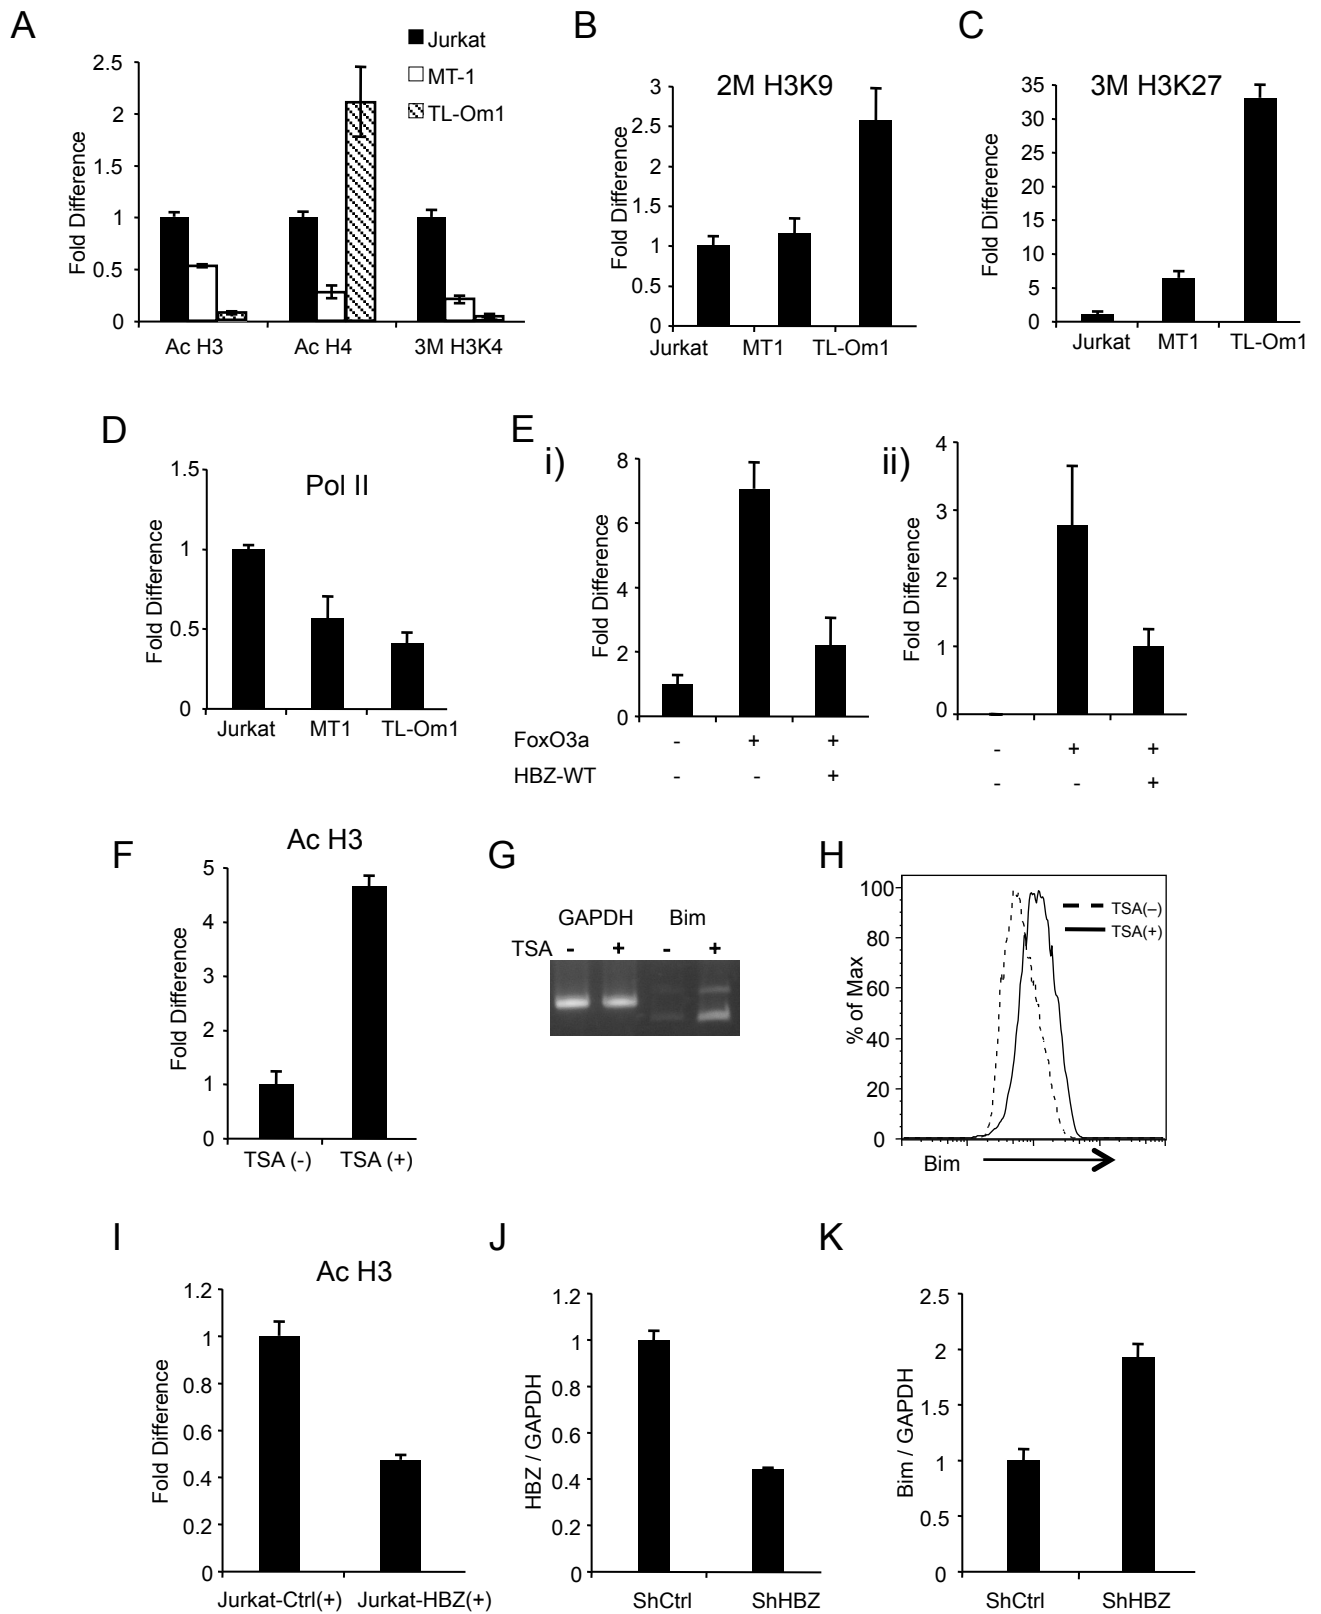 A
Jurkat
MT-1
TL-Om1
Fold Difference
2.5
2
1.5
1
0.5
0
Ac H3 Ac H4 3M H3K4
B
2M H3K9
Fold Difference
3
2.5
2
1.5
1
0.5
0
Jurkat MT1 TL-Om1
C
3M H3K27
Fold Difference
35
30
25
20
15
10
5
0
Jurkat MT1 TL-Om1
D
Pol II
Fold Difference
1.5
1
0.5
0
Jurkat MT1 TL-Om1
E
i)
Fold Difference
8
6
4
2
0
FoxO3a - + +
HBZ-WT - - +
ii)
Fold Difference
4
3
2
1
0
- + +
- - +
F
Ac H3
Fold Difference
5
4
3
2
1
0
TSA (-) TSA (+)
G
GAPDH Bim
TSA - + - +
H
% of Max
100
80
60
40
20
0
TSA(–)
TSA(+)
Bim
I
Ac H3
Fold Difference
1.2
1
0.8
0.6
0.4
0.2
0
Jurkat-Ctrl(+) Jurkat-HBZ(+)
J
HBZ / GAPDH
1.2
1
0.8
0.6
0.4
0.2
0
ShCtrl ShHBZ
K
Bim / GAPDH
2.5
2
1.5
1
0.5
0
ShCtrl ShHBZ